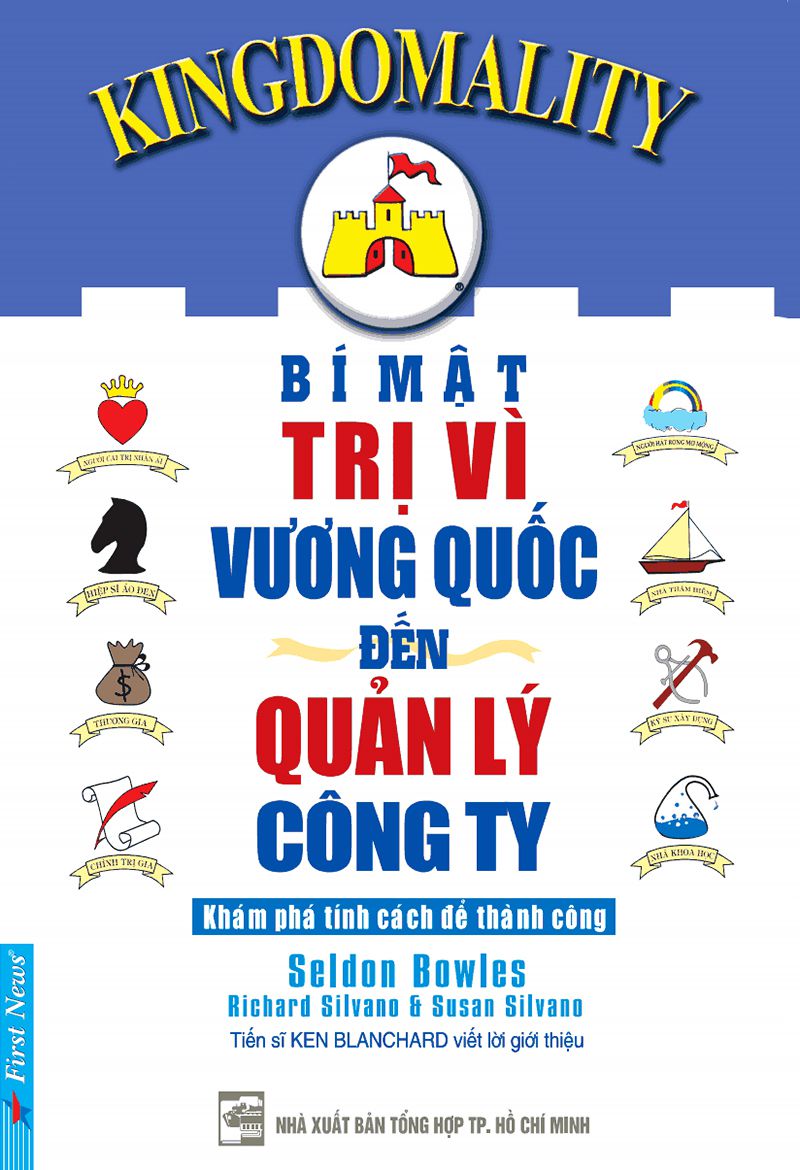 KINGDOMALITY
®
BÍ MẬT
TRỊ VÌ
VƯƠNG QUỐC
ĐẾN
QUẢN LÝ
CÔNG TY
NGƯỜI CAI TRỊ NHÂN ÁI
HIỆP SĨ ÁO ĐEN
THƯƠNG GIA
CHÍNH TRỊ GIA
NGƯỜI HÁT RONG MƠ MỘNG
NHÀ THÁM HIỂM
KỸ SƯ XÂY DỰNG
NHÀ KHOA HỌC
Khám phá tính cách để thành công
Seldon Bowles
Richard Silvano & Susan Silvano
Tiến sĩ KEN BLANCHARD viết lời giới thiệu
First News®
NHÀ XUẤT BẢN TỔNG HỢP TP. HỒ CHÍ MINH